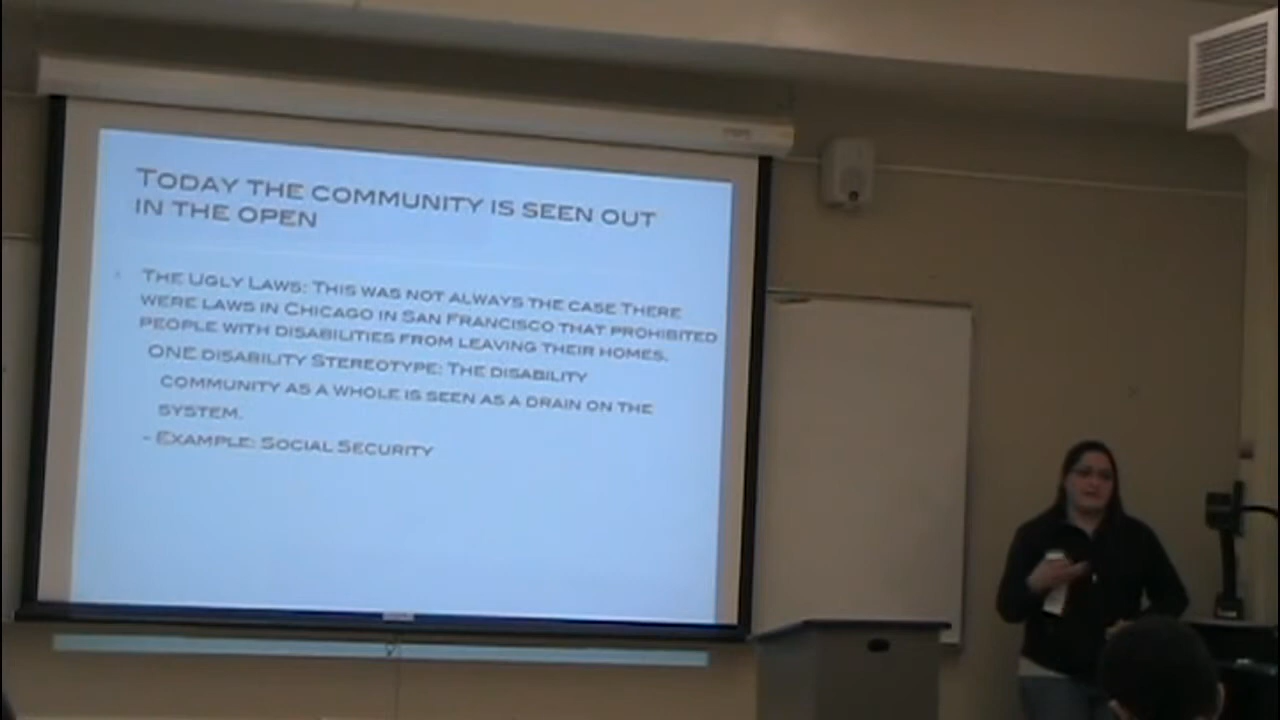 Today the community is seen out
in the open
The Ugly Laws: This was not always the case There
were laws in Chicago in San Francisco that prohibited
people with disabilities from leaving their homes.
One disability Stereotype: The disability
community as a whole is seen as a drain on the
system.
- Example: Social Security